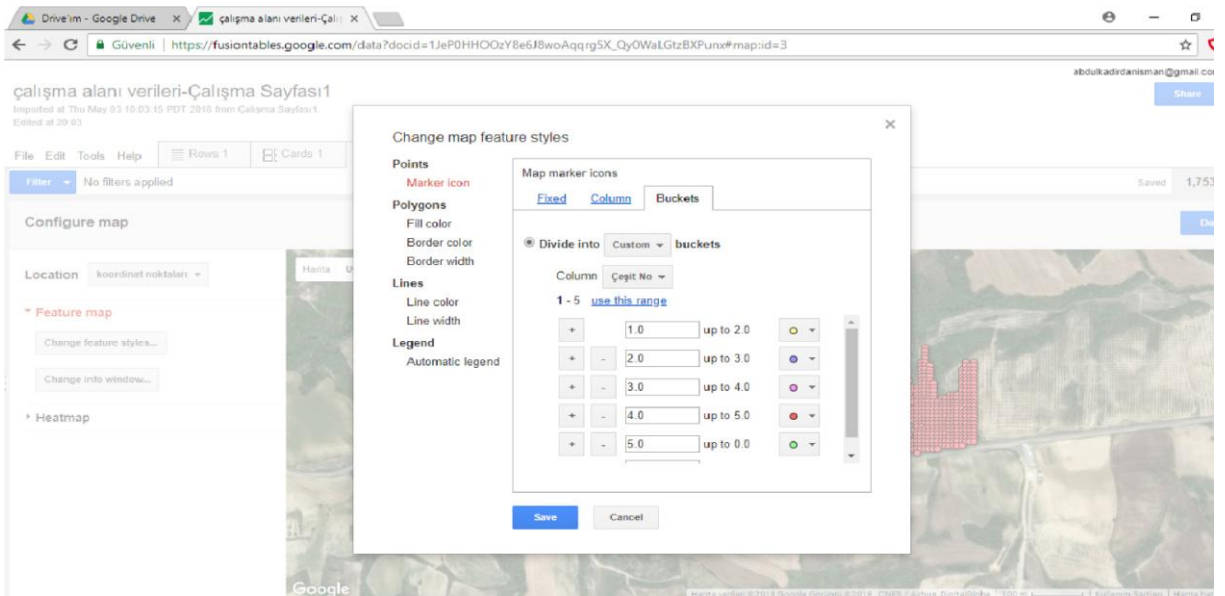 Drive'ım - Google Drive
çalışma alanı verileri-Çalış
Güvenli
https://fusiontables.google.com/data?docid=1JeP0HHOOzY8e6J8woAqqrg5X_Qy0WaLGtzBXPunx#map:id=3
abdulkadirdanisman@gmail.com
çalışma alanı verileri-Çalışma Sayfası1
Share
Imported at Thu May 03 10:03:15 PDT 2018 from Çalışma Sayfası1.
Edited at 20:03
File Edit Tools Help Rows 1 Cards 1
Filter No filters applied
Saved 1,753
Configure map
Location koordinat noktaları
Harita
Feature map
Change feature styles...
Change info window...
Heatmap
Change map feature styles
Points
Marker icon
Polygons
Fill color
Border color
Border width
Lines
Line color
Line width
Legend
Automatic legend
Map marker icons
Fixed Column Buckets
Divide into Custom buckets
Column Çeşit No
1 - 5 use this range
+ 1.0 up to 2.0
+ - 2.0 up to 3.0
+ - 3.0 up to 4.0
+ - 4.0 up to 5.0
+ - 5.0 up to 0.0
Save Cancel
Google